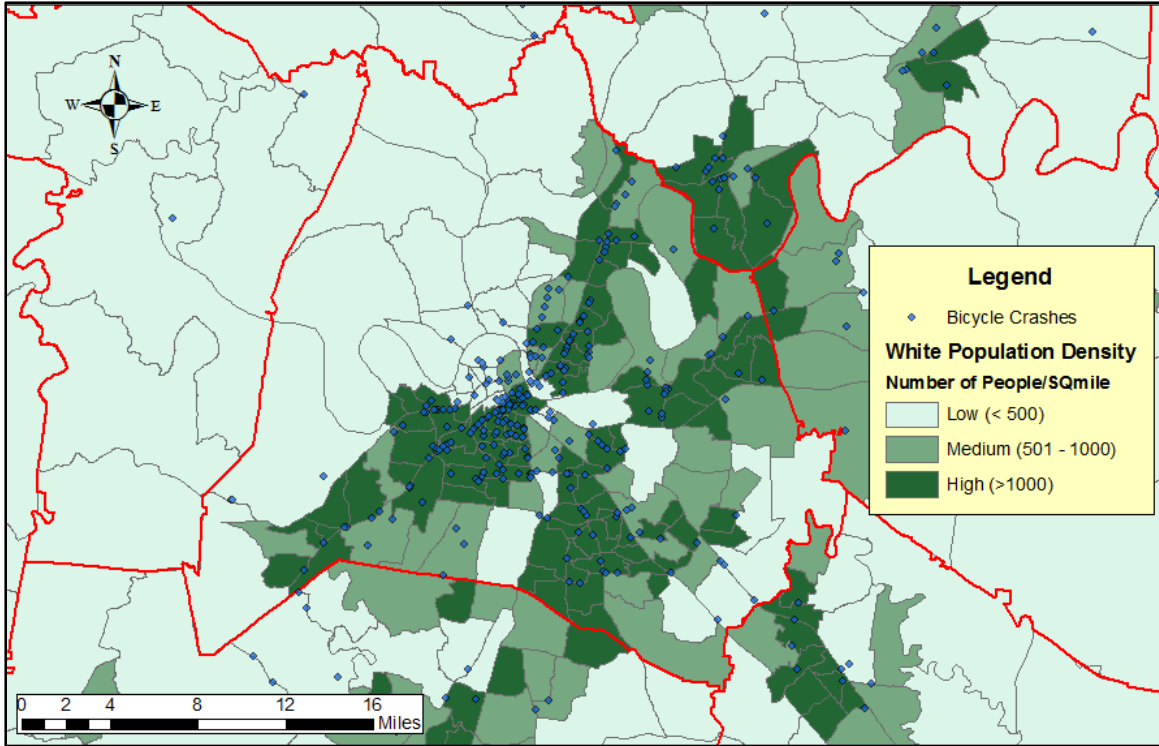 N
W E
S
Legend
Bicycle Crashes
White Population Density
Number of People/SQmile
Low (< 500)
Medium (501 - 1000)
High (>1000)
0 2 4 8 12 16
Miles